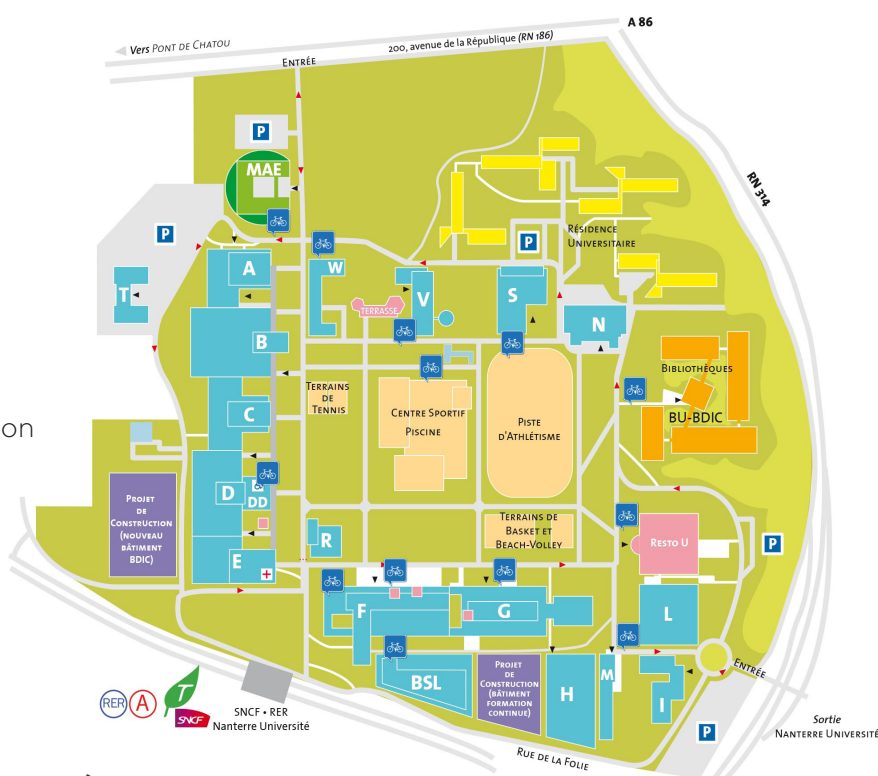 A 86
Vers PONT DE CHATOU
200, avenue de la République (RN 186)
ENTRÉE
P
MAE
RN 314
P
RÉSIDENCE
UNIVERSITAIRE
P
A
W
T
V
S
TERRASSE
N
B
BIBLIOTHÈQUES
TERRAINS
DE
TENNIS
CENTRE SPORTIF
PISCINE
PISTE
D'ATHLÉTISME
BU-BDIC
C
on
D
DD
PROJET
DE
CONSTRUCTION
(NOUVEAU
BÂTIMENT
BDIC)
TERRAINS DE
BASKET ET
BEACH-VOLLEY
R
RESTO U
P
E
F
G
L
BSL
PROJET
DE
CONSTRUCTION
(BÂTIMENT
FORMATION
CONTINUE)
H
M
I
ENTRÉE
RER A T
SNCF
SNCF • RER
Nanterre Université
P
Sortie
NANTERRE UNIVERSITÉ
RUE DE LA FOLIE